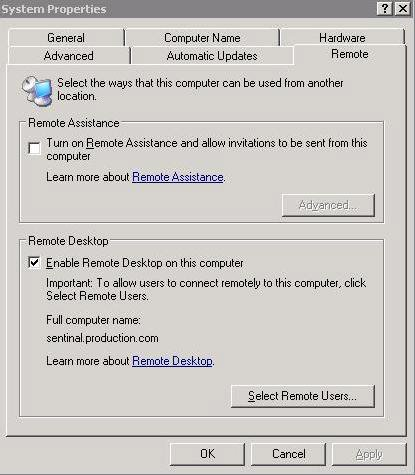 System Properties
General
Computer Name
Hardware
Advanced
Automatic Updates
Remote
Select the ways that this computer can be used from another
location.
Remote Assistance
Turn on Remote Assistance and allow invitations to be sent from this
computer
Learn more about Remote Assistance.
Advanced...
Remote Desktop
Enable Remote Desktop on this computer
Important: To allow users to connect remotely to this computer, click
Select Remote Users.
Full computer name:
sentinal.production.com
Learn more about Remote Desktop.
Select Remote Users...
OK
Cancel
Apply